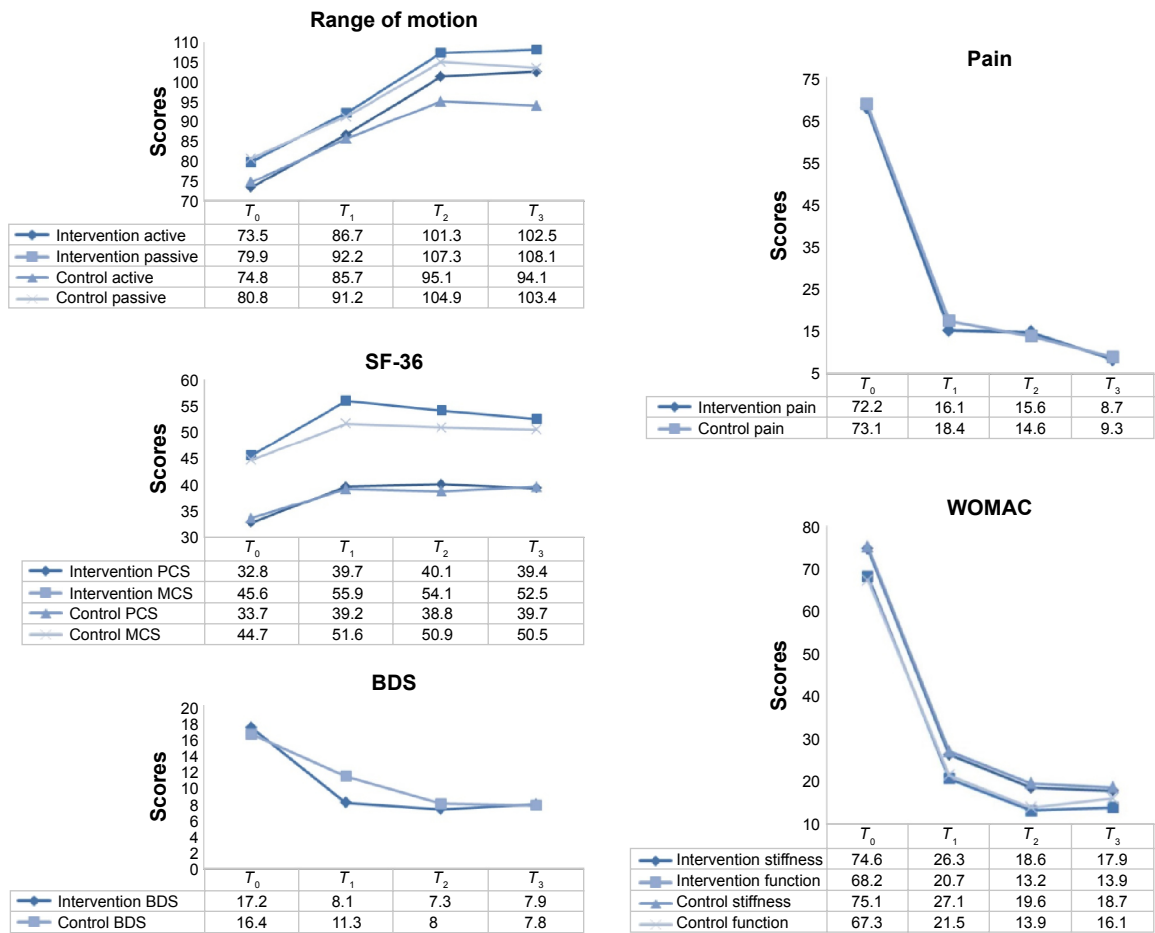 Range of motion
Scores
110
105
100
95
90
85
80
75
70
T0 T1 T2 T3
Intervention active 73.5 86.7 101.3 102.5
Intervention passive 79.9 92.2 107.3 108.1
Control active 74.8 85.7 95.1 94.1
Control passive 80.8 91.2 104.9 103.4
SF-36
Scores
60
55
50
45
40
35
30
T0 T1 T2 T3
Intervention PCS 32.8 39.7 40.1 39.4
Intervention MCS 45.6 55.9 54.1 52.5
Control PCS 33.7 39.2 38.8 39.7
Control MCS 44.7 51.6 50.9 50.5
BDS
Scores
20
18
16
14
12
10
8
6
4
2
0
T0 T1 T2 T3
Intervention BDS 17.2 8.1 7.3 7.9
Control BDS 16.4 11.3 8 7.8
Pain
Scores
75
65
55
45
35
25
15
5
T0 T1 T2 T3
Intervention pain 72.2 16.1 15.6 8.7
Control pain 73.1 18.4 14.6 9.3
WOMAC
Scores
80
70
60
50
40
30
20
10
T0 T1 T2 T3
Intervention stiffness 74.6 26.3 18.6 17.9
Intervention function 68.2 20.7 13.2 13.9
Control stiffness 75.1 27.1 19.6 18.7
Control function 67.3 21.5 13.9 16.1